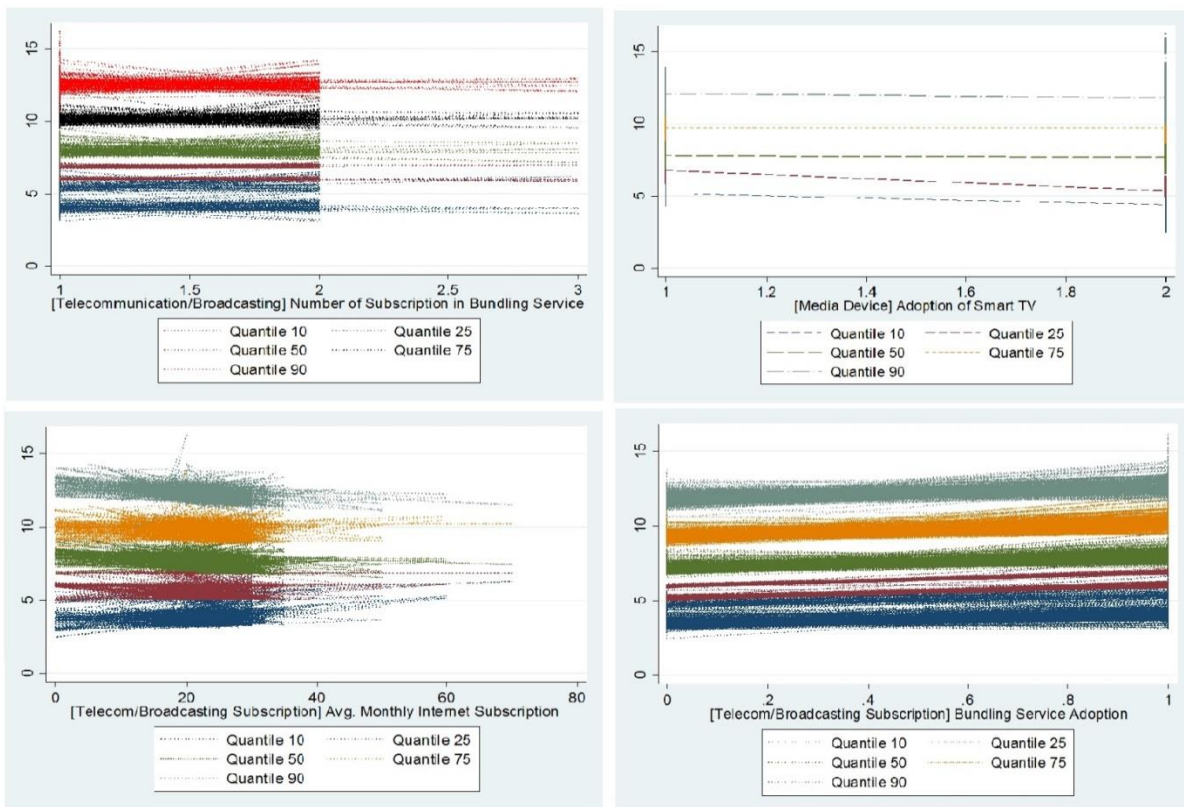 15
10
5
0
1 1.5 2 2.5 3
[Telecommunication/Broadcasting] Number of Subscription in Bundling Service
Quantile 10 Quantile 25
Quantile 50 Quantile 75
Quantile 90
15
10
5
0
1 1.2 1.4 1.6 1.8 2
[Media Device] Adoption of Smart TV
Quantile 10 Quantile 25
Quantile 50 Quantile 75
Quantile 90
15
10
5
0
0 20 40 60 80
[Telecom/Broadcasting Subscription] Avg. Monthly Internet Subscription
Quantile 10 Quantile 25
Quantile 50 Quantile 75
Quantile 90
15
10
5
0
0 .2 .4 .6 .8 1
[Telecom/Broadcasting Subscription] Bundling Service Adoption
Quantile 10 Quantile 25
Quantile 50 Quantile 75
Quantile 90